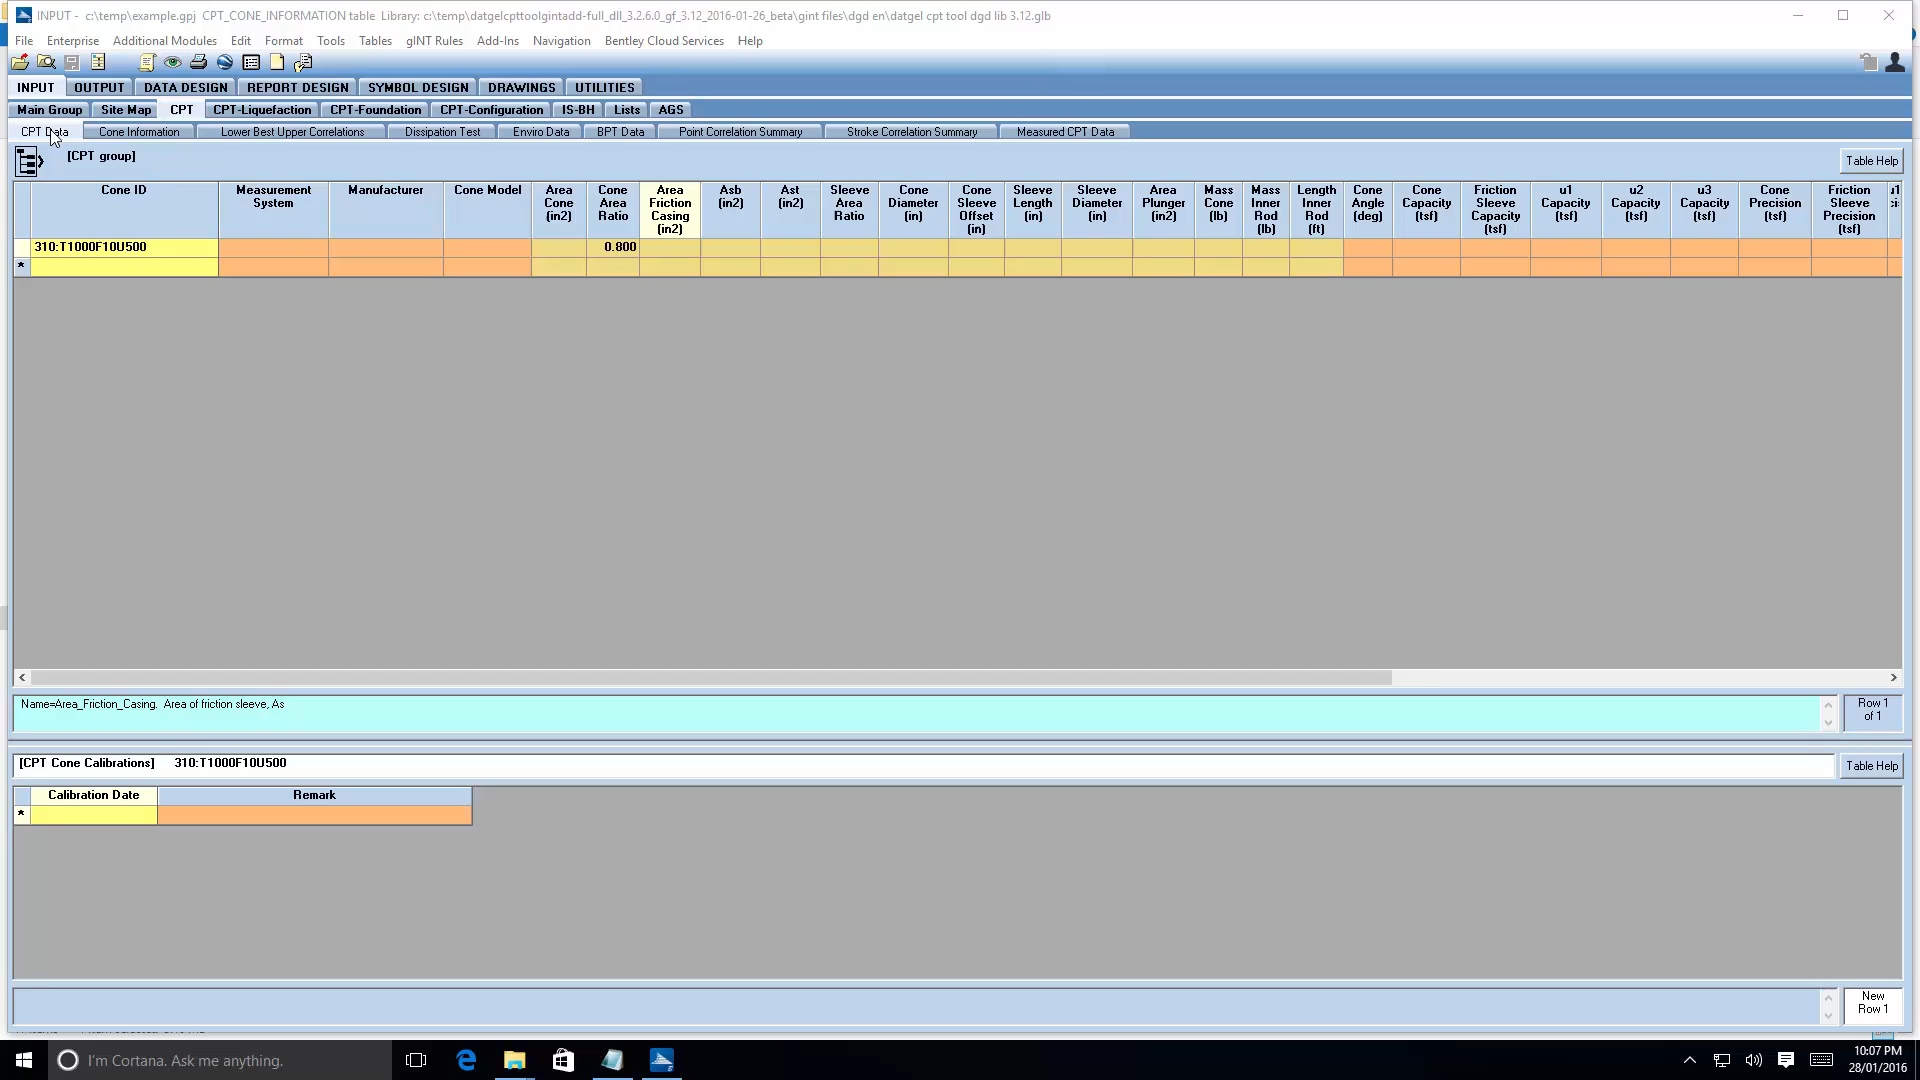 INPUT - c:\temp\example.gpj CPT_CONE_INFORMATION table Library: c:\temp\datgelcpttoolgintadd-full_dll_3.2.6.0_gf_3.12_2016-01-26_beta\gint files\dgd en\datgel cpt tool dgd lib 3.12.glb
File Enterprise Additional Modules Edit Format Tools Tables gINT Rules Add-Ins Navigation Bentley Cloud Services Help
INPUT OUTPUT DATA DESIGN REPORT DESIGN SYMBOL DESIGN DRAWINGS UTILITIES
Main Group Site Map CPT CPT-Liquefaction CPT-Foundation CPT-Configuration IS-BH Lists AGS
CPT Data Cone Information Lower Best Upper Correlations Dissipation Test Enviro Data BPT Data Point Correlation Summary Stroke Correlation Summary Measured CPT Data
[CPT group] Table Help
Cone ID
Measurement
System
Manufacturer
Cone Model
Area
Cone
(in2)
Cone
Area
Ratio
Area
Friction
Casing
(in2)
Asb
(in2)
Ast
(in2)
Sleeve
Area
Ratio
Cone
Diameter
(in)
Cone
Sleeve
Offset
(in)
Sleeve
Length
(in)
Sleeve
Diameter
(in)
Area
Plunger
(in2)
Mass
Cone
(lb)
Mass
Inner
Rod
(lb)
Length
Inner
Rod
(ft)
Cone
Angle
(deg)
Cone
Capacity
(tsf)
Friction
Sleeve
Capacity
(tsf)
u1
Capacity
(tsf)
u2
Capacity
(tsf)
u3
Capacity
(tsf)
Cone
Precision
(tsf)
Friction
Sleeve
Precision
(tsf)
310:T1000F10U500 0.800
*
Name=Area_Friction_Casing. Area of friction sleeve, As
Row 1
of 1
[CPT Cone Calibrations] 310:T1000F10U500 Table Help
Calibration Date Remark
*
New
Row 1
I'm Cortana. Ask me anything.
10:07 PM
28/01/2016